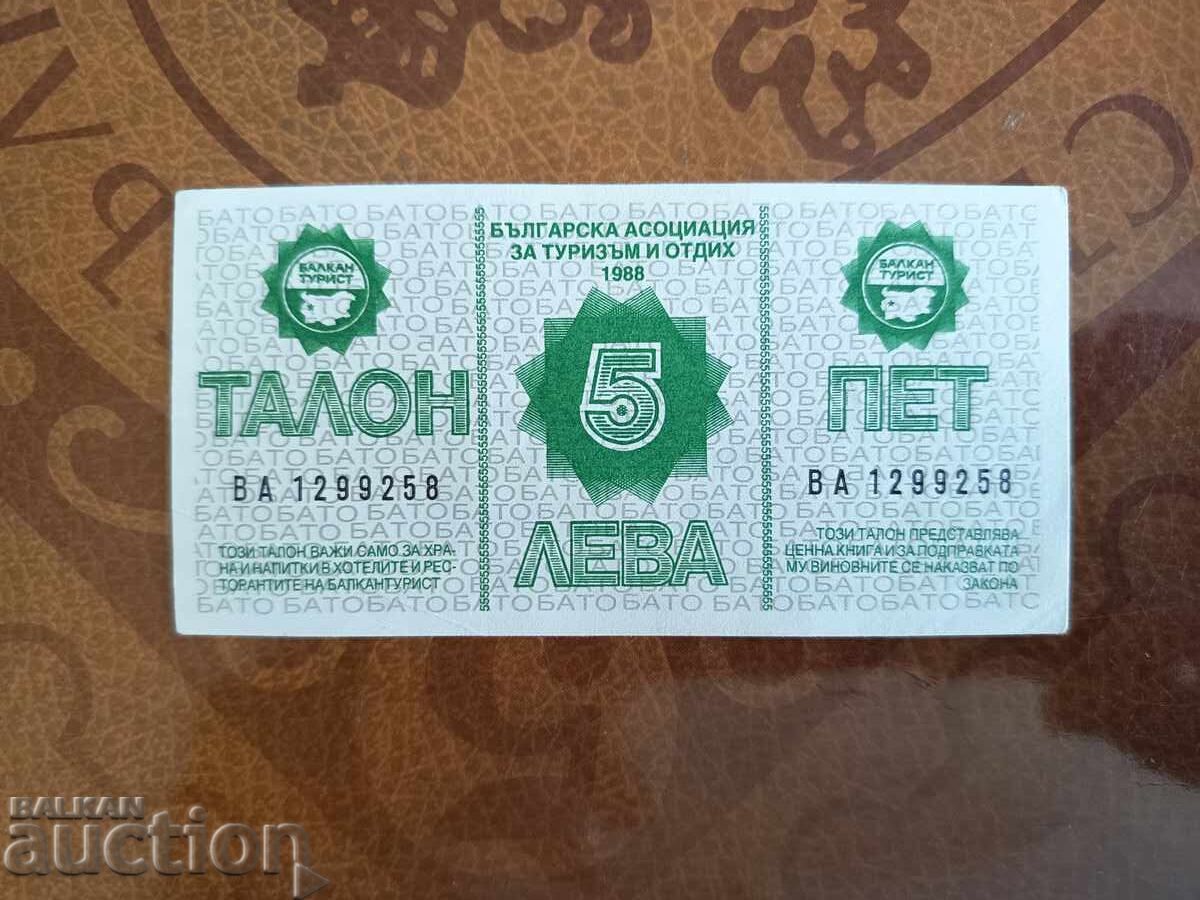 БЪЛГАРСКА АСОЦИАЦИЯ
ЗА ТУРИЗЪМ И ОТДИХ
1988
БАЛКАН
ТУРИСТ
ТАЛОН
ВА 1299258
ТОЗИ ТАЛОН ВАЖИ САМО ЗА ХРА-
НА И НАПИТКИ В ХОТЕЛИТЕ И РЕС-
ТОРАНТИТЕ НА БАЛКАНТУРИСТ
5
ЛЕВА
БАЛКАН
ТУРИСТ
ПЕТ
ВА 1299258
ТОЗИ ТАЛОН ПРЕДСТАВЛЯВА
ЦЕННА КНИГА И ЗА ПОДПРАВКАТА
МУ ВИНОВНИТЕ СЕ НАКАЗВАТ ПО
ЗАКОНА
BALKAN
auction